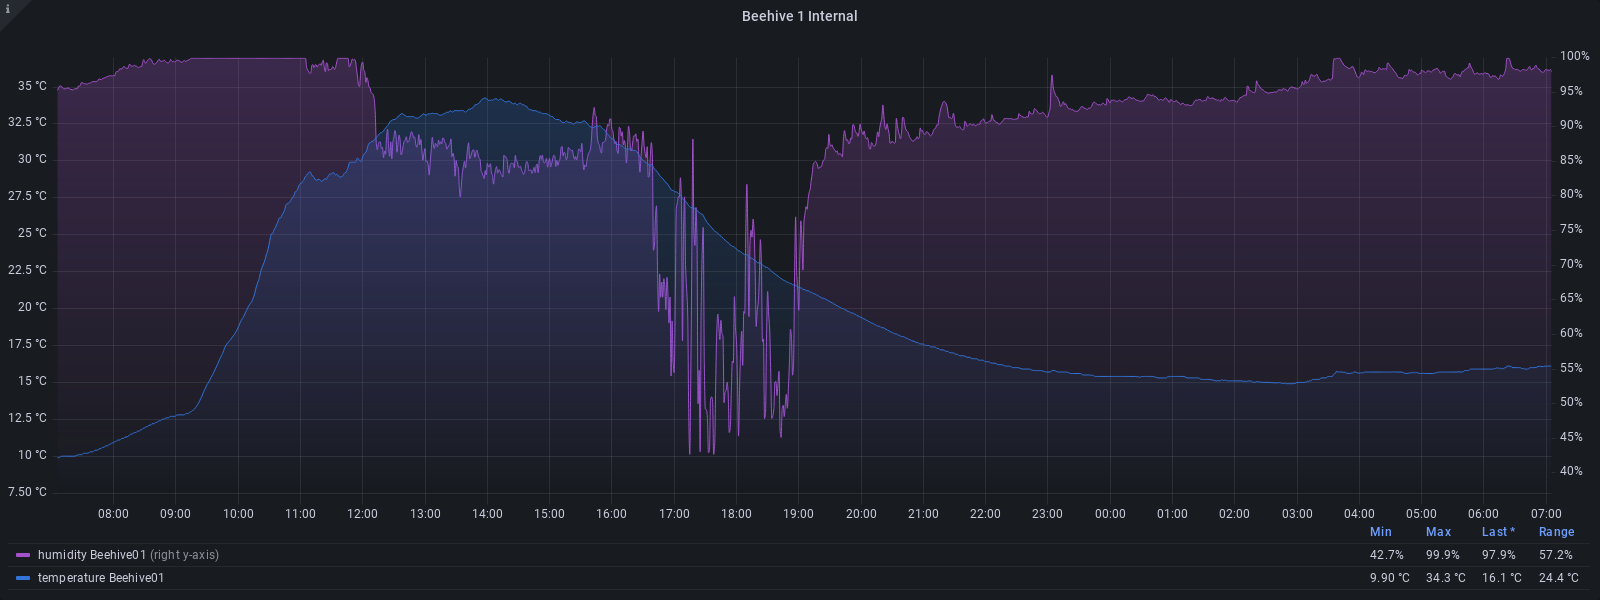 i
Beehive 1 Internal
35 °C
32.5 °C
30 °C
27.5 °C
25 °C
22.5 °C
20 °C
17.5 °C
15 °C
12.5 °C
10 °C
7.50 °C
100%
95%
90%
85%
80%
75%
70%
65%
60%
55%
50%
45%
40%
08:00 09:00 10:00 11:00 12:00 13:00 14:00 15:00 16:00 17:00 18:00 19:00 20:00 21:00 22:00 23:00 00:00 01:00 02:00 03:00 04:00 05:00 06:00 07:00
Min Max Last * Range
humidity Beehive01 (right y-axis) 42.7% 99.9% 97.9% 57.2%
temperature Beehive01 9.90 °C 34.3 °C 16.1 °C 24.4 °C